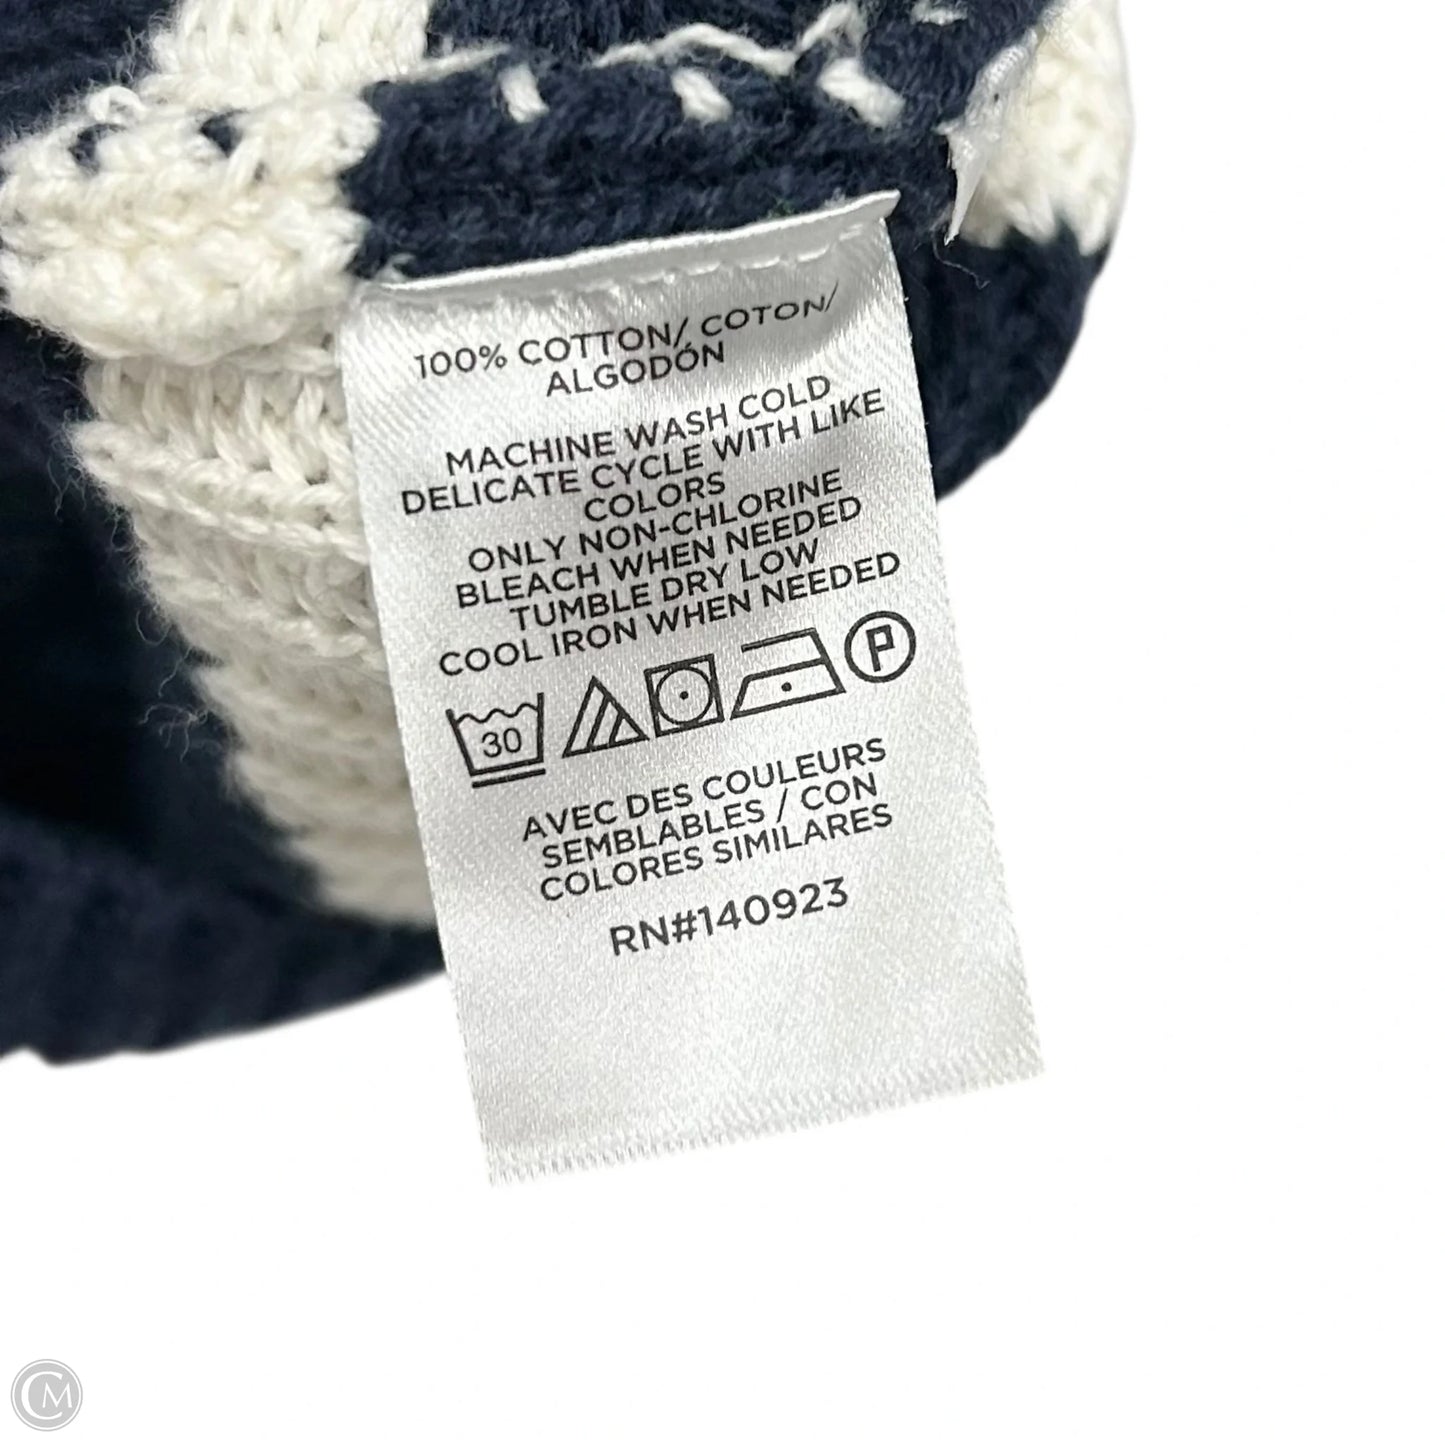 100% COTTON/ COTON/
ALGODÓN
MACHINE WASH COLD
DELICATE CYCLE WITH LIKE
COLORS
ONLY NON-CHLORINE
BLEACH WHEN NEEDED
TUMBLE DRY LOW
COOL IRON WHEN NEEDED
30
P
AVEC DES COULEURS
SEMBLABLES / CON
COLORES SIMILARES
RN#140923
CM